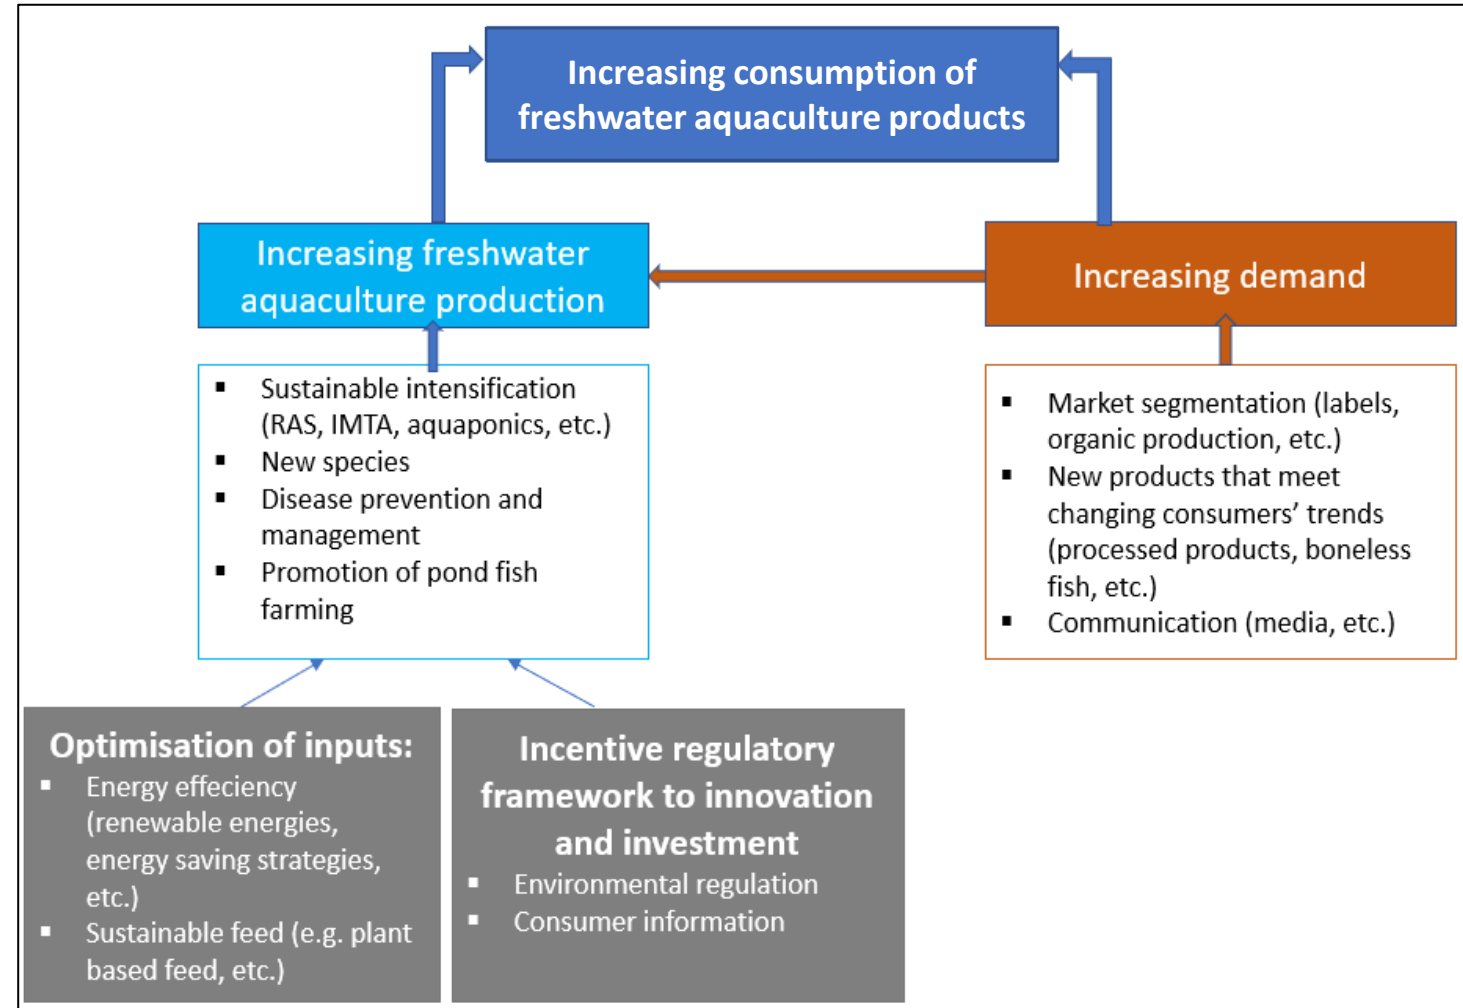 Increasing consumption of
freshwater aquaculture products
Increasing freshwater
aquaculture production
Increasing demand
▪ Sustainable intensification
(RAS, IMTA, aquaponics, etc.)
▪ New species
▪ Disease prevention and
management
▪ Promotion of pond fish
farming
▪ Market segmentation (labels,
organic production, etc.)
▪ New products that meet
changing consumers’ trends
(processed products, boneless
fish, etc.)
▪ Communication (media, etc.)
Optimisation of inputs:
▪ Energy effeciency
(renewable energies,
energy saving strategies,
etc.)
▪ Sustainable feed (e.g. plant
based feed, etc.)
Incentive regulatory
framework to innovation
and investment
▪ Environmental regulation
▪ Consumer information